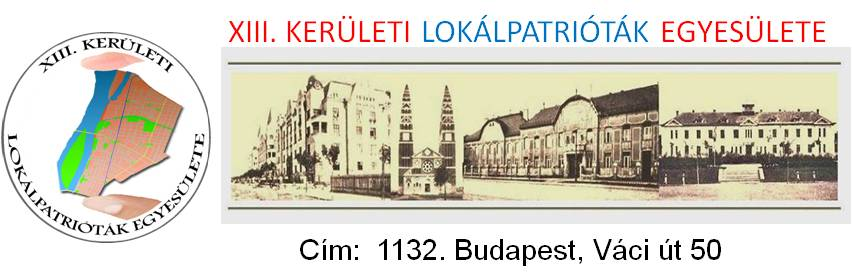 XIII. KERÜLETI
LOKÁLPATRIÓTÁK EGYESÜLETE
XIII. KERÜLETI LOKÁLPATRIÓTÁK EGYESÜLETE
Cím: 1132. Budapest, Váci út 50